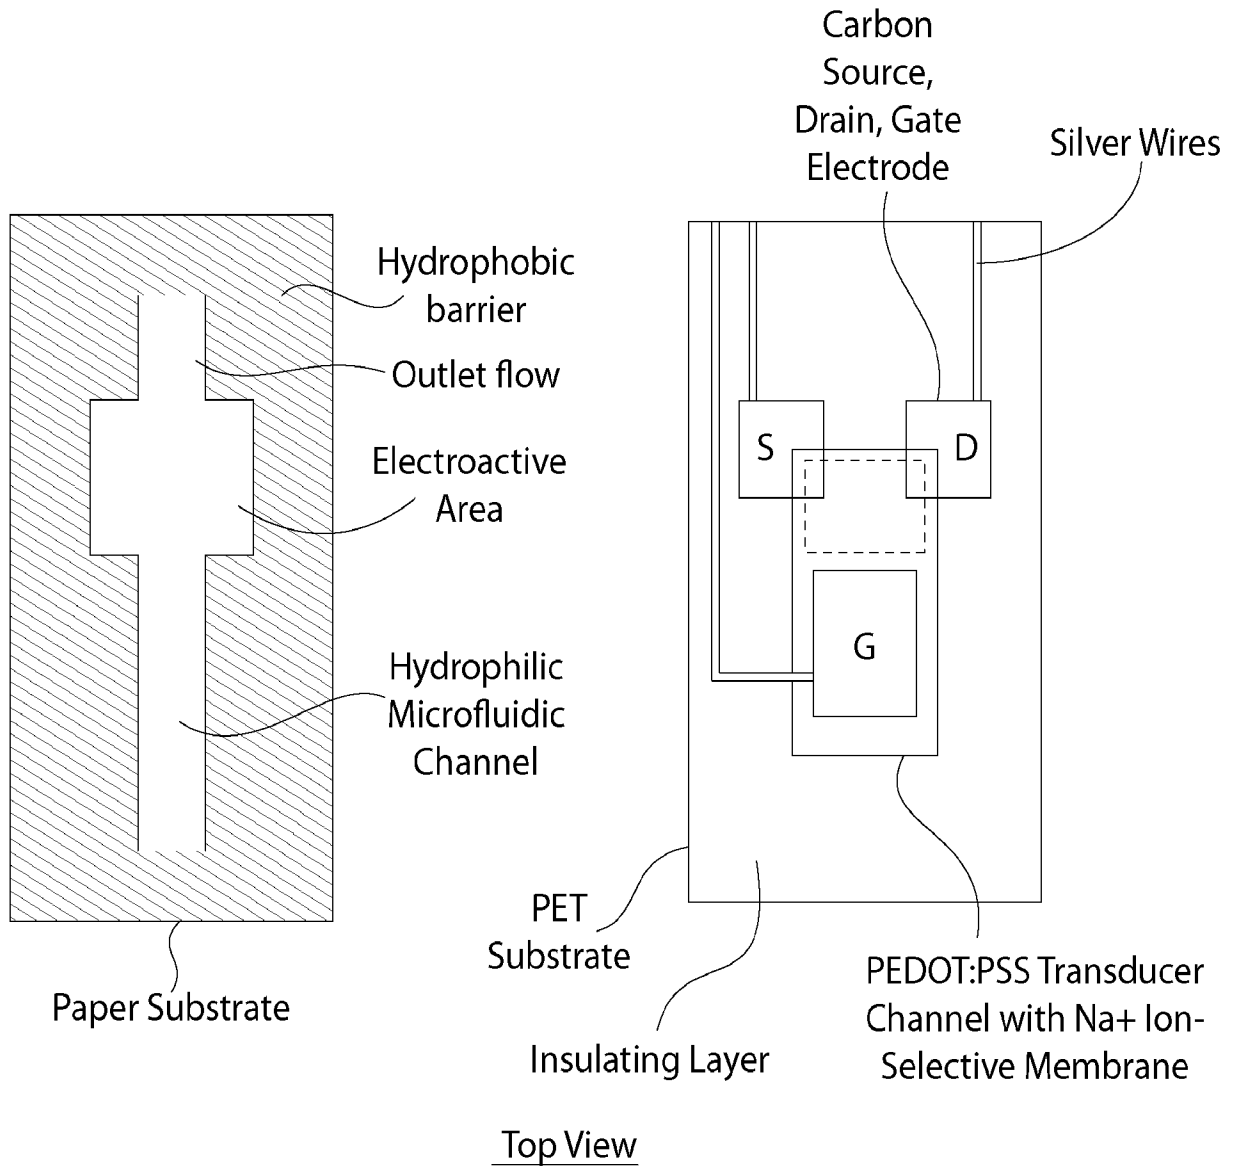 Carbon
Source,
Drain, Gate
Electrode
Silver Wires
Hydrophobic
barrier
Outlet flow
Electroactive
Area
S
D
G
Hydrophilic
Microfluidic
Channel
PET
Substrate
Paper Substrate
PEDOT:PSS Transducer
Channel with Na+ Ion-
Selective Membrane
Insulating Layer
Top View